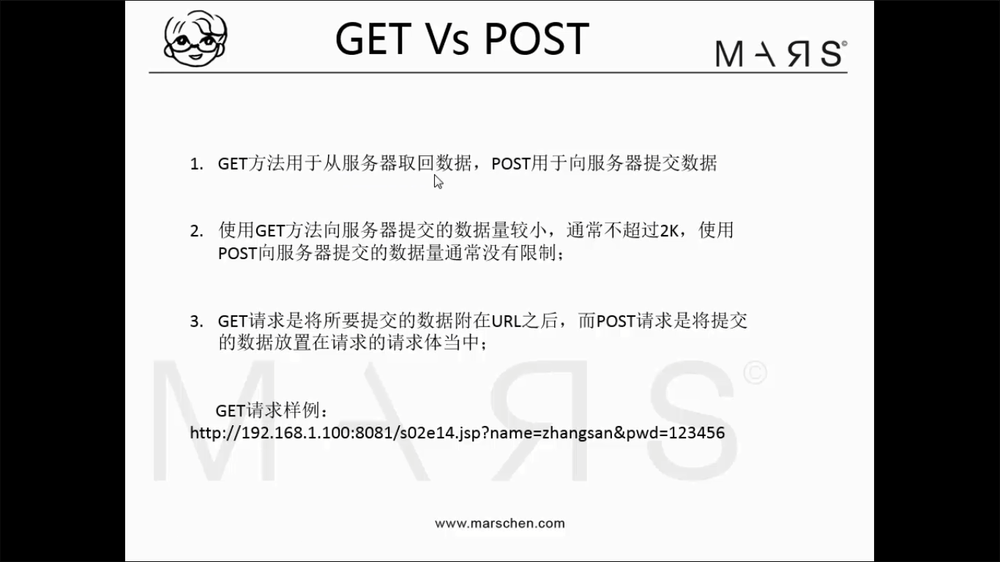 GET Vs POST
MARS©
1. GET方法用于从服务器取回数据，POST用于向服务器提交数据
2. 使用GET方法向服务器提交的数据量较小，通常不超过2K，使用
POST向服务器提交的数据量通常没有限制；
3. GET请求是将所要提交的数据附在URL之后，而POST请求是将提交
的数据放置在请求的请求体当中；
MARS©
GET请求样例：
http://192.168.1.100:8081/s02e14.jsp?name=zhangsan&pwd=123456
www.marschen.com